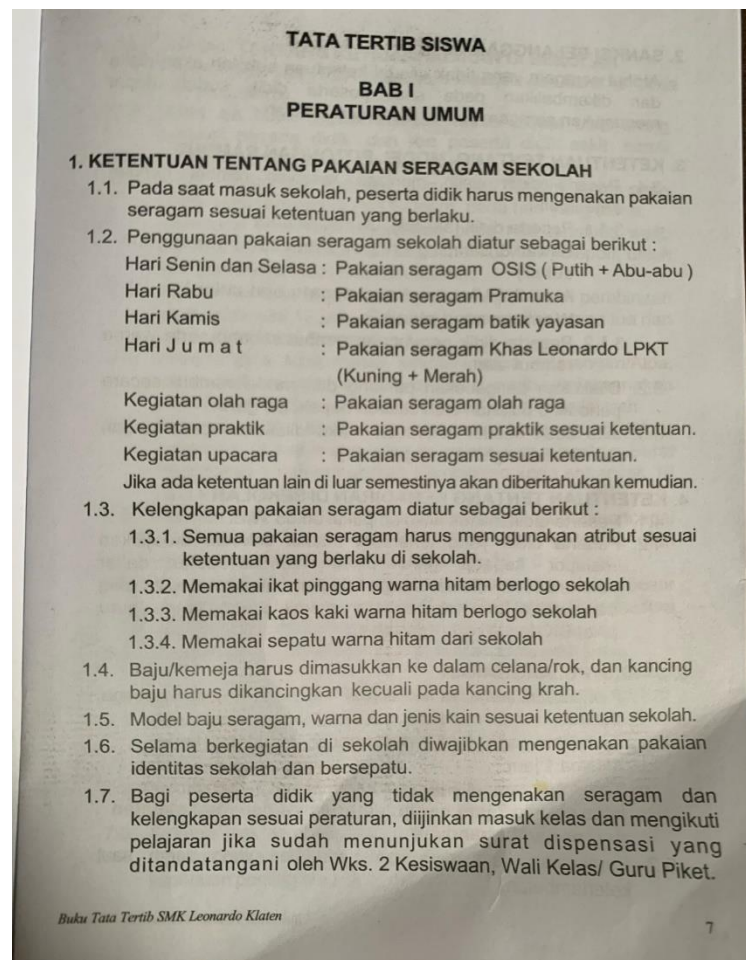 TATA TERTIB SISWA
BAB I
PERATURAN UMUM
1. KETENTUAN TENTANG PAKAIAN SERAGAM SEKOLAH
1.1. Pada saat masuk sekolah, peserta didik harus mengenakan pakaian
seragam sesuai ketentuan yang berlaku.
1.2. Penggunaan pakaian seragam sekolah diatur sebagai berikut :
Hari Senin dan Selasa : Pakaian seragam OSIS ( Putih + Abu-abu )
Hari Rabu : Pakaian seragam Pramuka
Hari Kamis : Pakaian seragam batik yayasan
Hari J u m a t : Pakaian seragam Khas Leonardo LPKT
(Kuning + Merah)
Kegiatan olah raga : Pakaian seragam olah raga
Kegiatan praktik : Pakaian seragam praktik sesuai ketentuan.
Kegiatan upacara : Pakaian seragam sesuai ketentuan.
Jika ada ketentuan lain di luar semestinya akan diberitahukan kemudian.
1.3. Kelengkapan pakaian seragam diatur sebagai berikut :
1.3.1. Semua pakaian seragam harus menggunakan atribut sesuai
ketentuan yang berlaku di sekolah.
1.3.2. Memakai ikat pinggang warna hitam berlogo sekolah
1.3.3. Memakai kaos kaki warna hitam berlogo sekolah
1.3.4. Memakai sepatu warna hitam dari sekolah
1.4. Baju/kemeja harus dimasukkan ke dalam celana/rok, dan kancing
baju harus dikancingkan kecuali pada kancing krah.
1.5. Model baju seragam, warna dan jenis kain sesuai ketentuan sekolah.
1.6. Selama berkegiatan di sekolah diwajibkan mengenakan pakaian
identitas sekolah dan bersepatu.
1.7. Bagi peserta didik yang tidak mengenakan seragam dan
kelengkapan sesuai peraturan, diijinkan masuk kelas dan mengikuti
pelajaran jika sudah menunjukan surat dispensasi yang
ditandatangani oleh Wks. 2 Kesiswaan, Wali Kelas/ Guru Piket.
Buku Tata Tertib SMK Leonardo Klaten
7